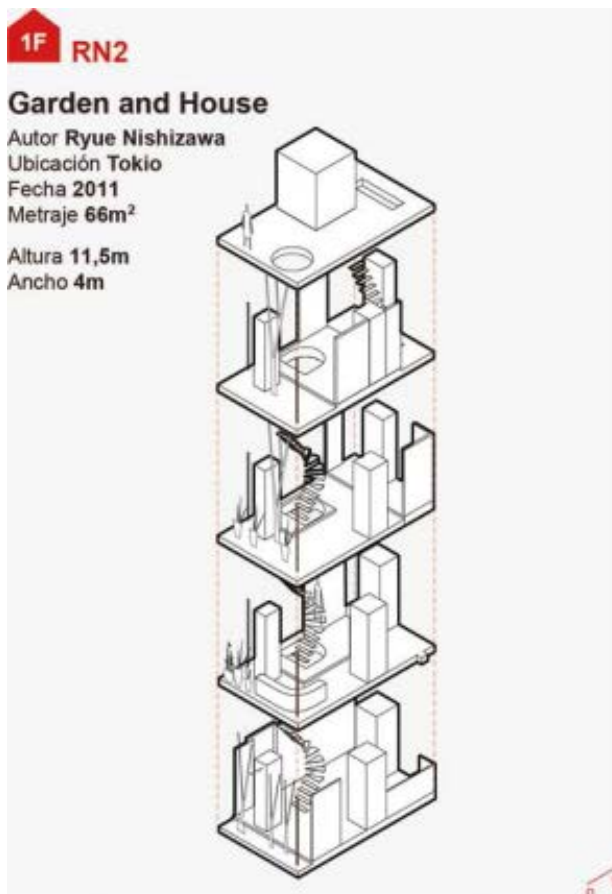 1F RN2
Garden and House
Autor Ryue Nishizawa
Ubicación Tokio
Fecha 2011
Metraje 66m²
Altura 11,5m
Ancho 4m